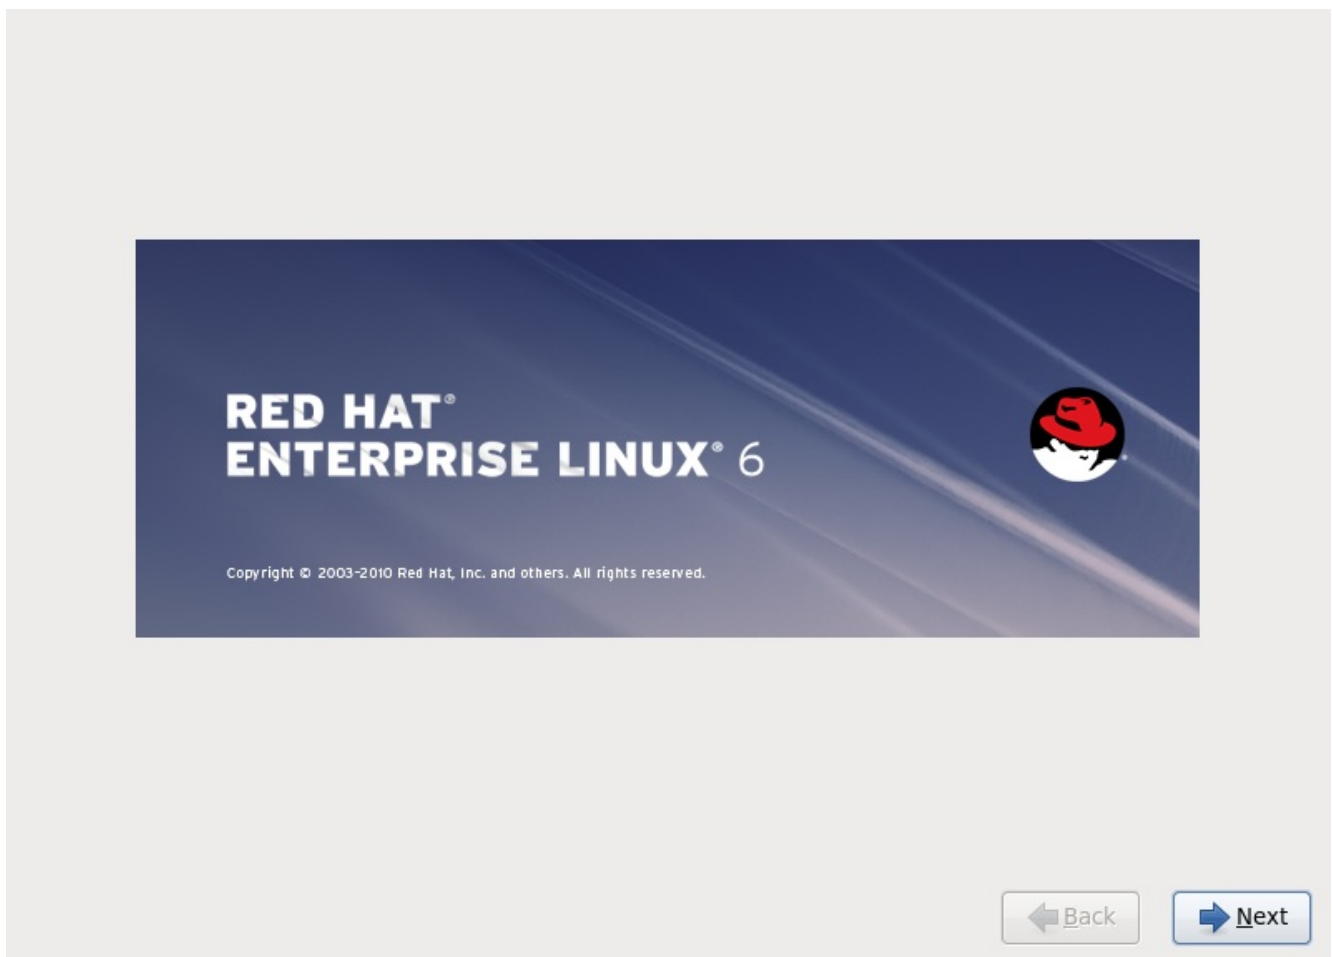 RED HAT®
ENTERPRISE LINUX® 6
Copyright © 2003-2010 Red Hat, Inc. and others. All rights reserved.
Back
Next